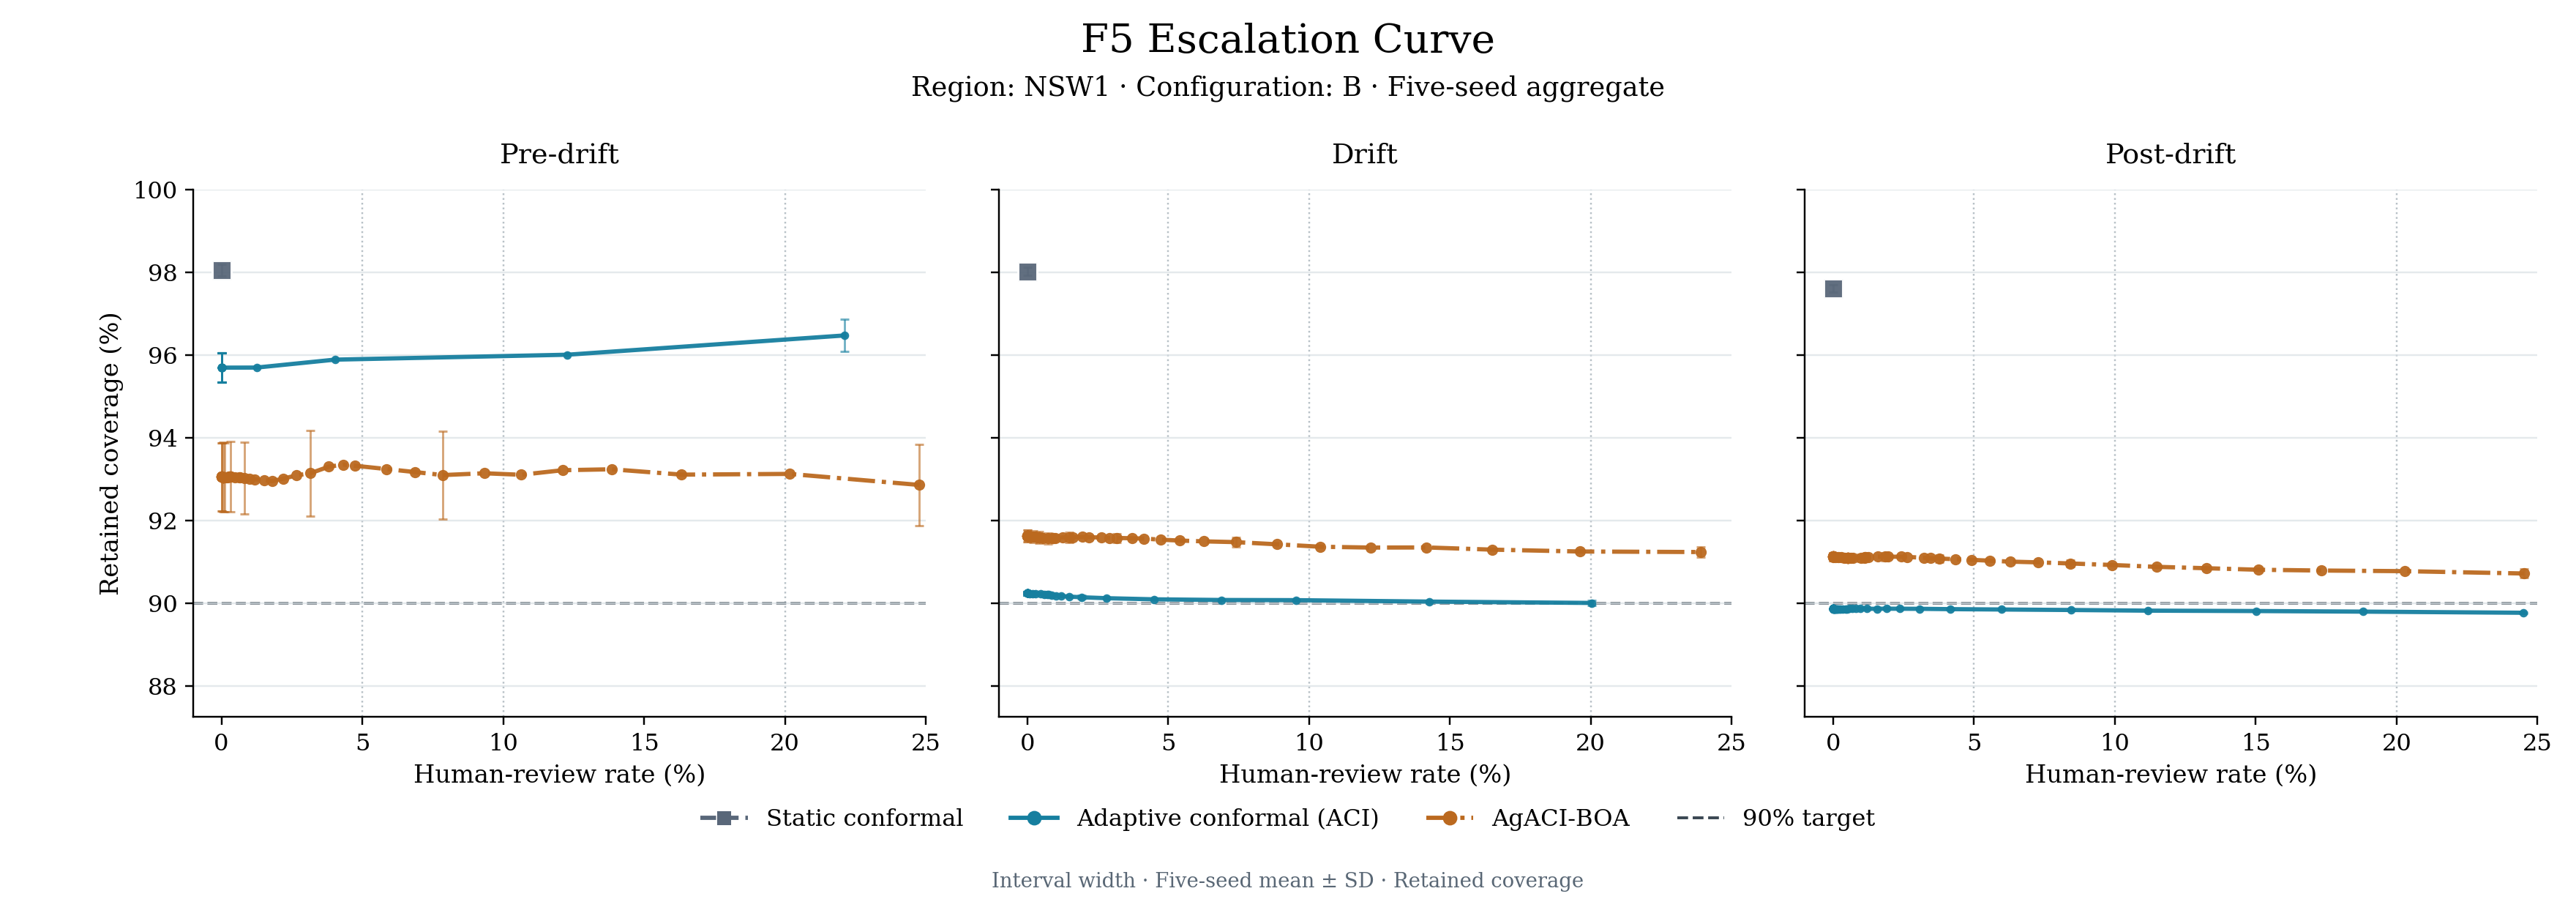 F5 Escalation Curve
Region: NSW1 · Configuration: B · Five-seed aggregate
Pre-drift
Drift
Post-drift
Retained coverage (%)
100
98
96
94
92
90
88
0 5 10 15 20 25
0 5 10 15 20 25
0 5 10 15 20 25
Human-review rate (%)
Human-review rate (%)
Human-review rate (%)
Static conformal
Adaptive conformal (ACI)
AgACI-BOA
90% target
Interval width · Five-seed mean ± SD · Retained coverage